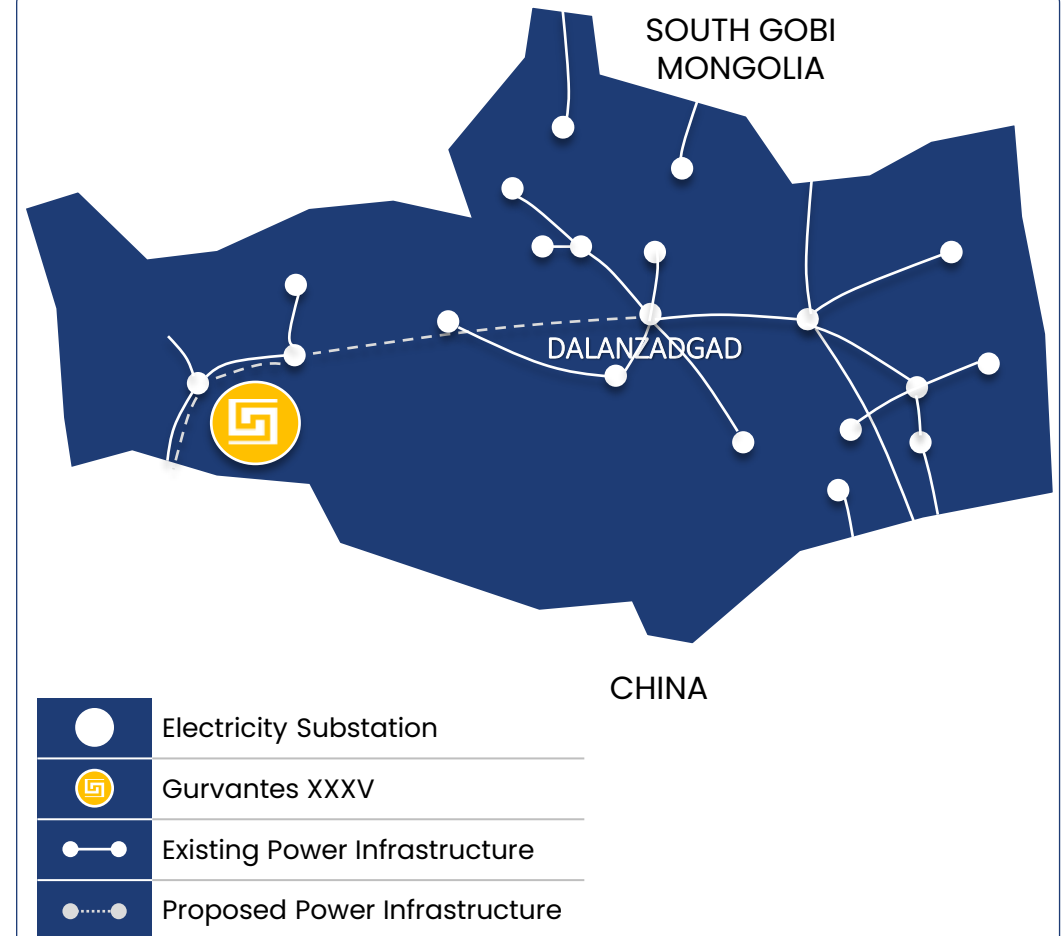 SOUTH GOBI
MONGOLIA
DALANZADGAD
CHINA
Electricity Substation
Gurvantes XXXV
Existing Power Infrastructure
Proposed Power Infrastructure